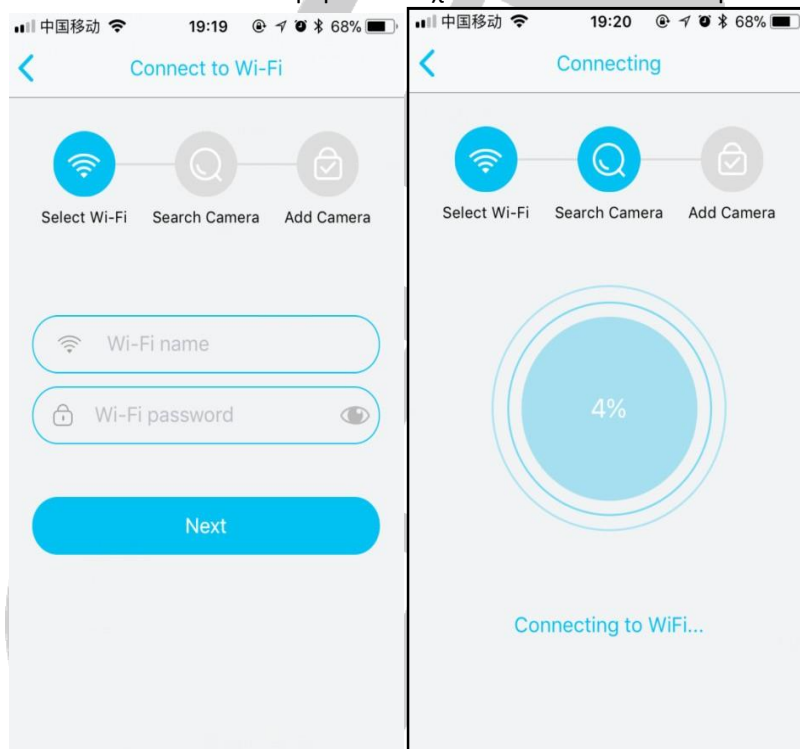 中国移动 19:19 68%
Connect to Wi-Fi
Select Wi-Fi Search Camera Add Camera
Wi-Fi name
Wi-Fi password
Next
中国移动 19:20 68%
Connecting
Select Wi-Fi Search Camera Add Camera
4%
Connecting to WiFi...